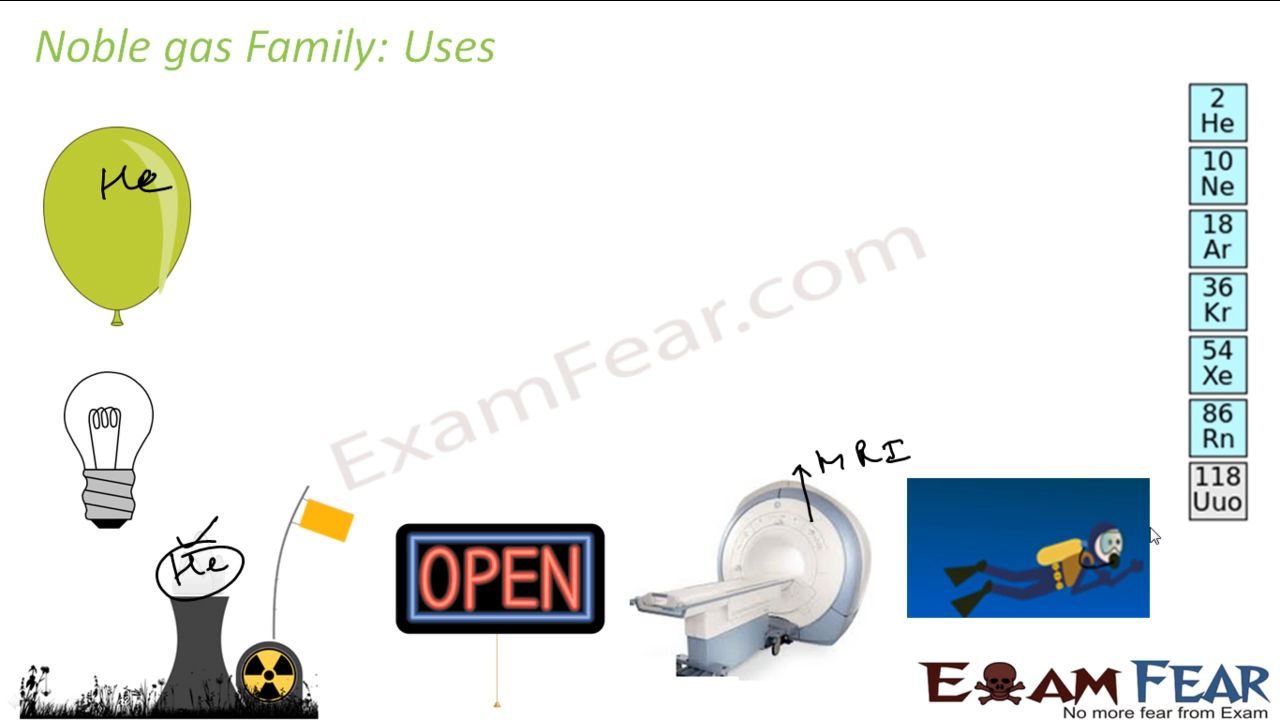 Noble gas Family: Uses
He
2
He
10
Ne
18
Ar
36
Kr
54
Xe
86
Rn
118
Uuo
ExamFear.com
MRI
He
OPEN
EXAM FEAR
No more fear from Exam